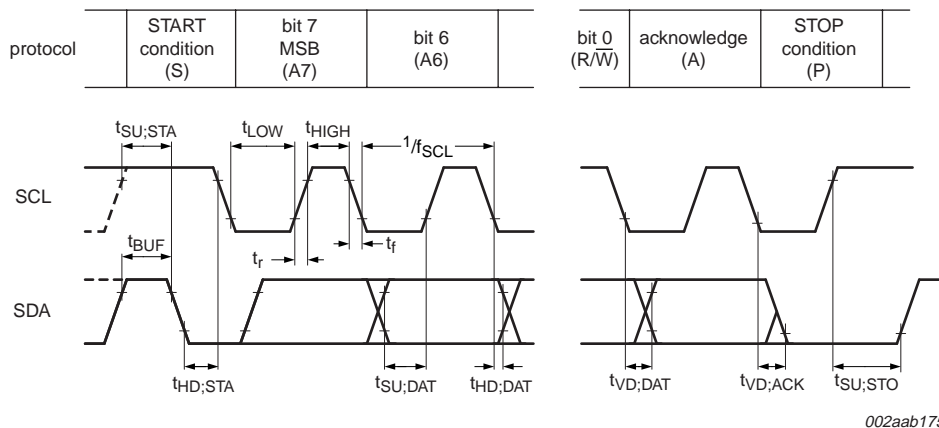 protocol
START condition (S)
bit 7 MSB (A7)
bit 6 (A6)
bit 0 (R/W̅)
acknowledge (A)
STOP condition (P)
tSU;STA
tLOW
tHIGH
1/fSCL
SCL
tBUF
tr
tf
SDA
tHD;STA
tSU;DAT
tHD;DAT
tVD;DAT
tVD;ACK
tSU;STO
002aab175